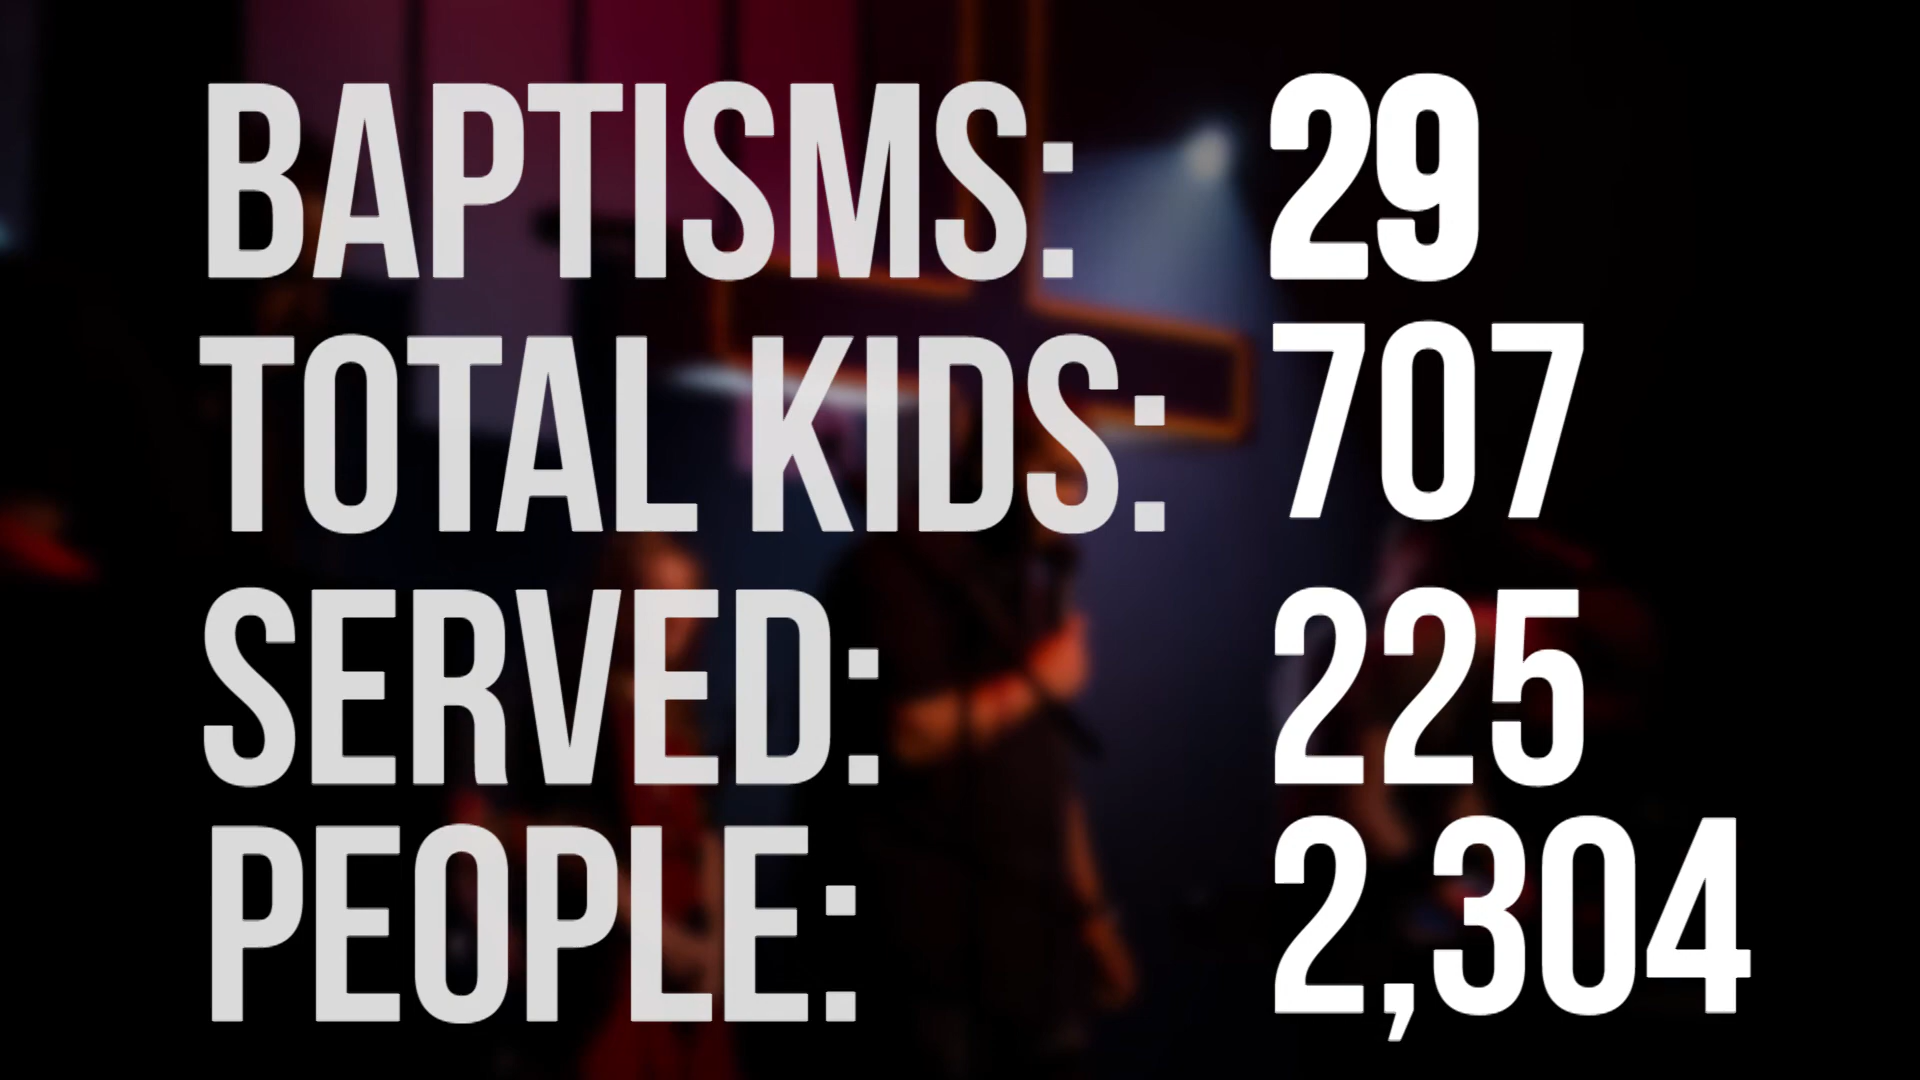 BAPTISMS: 29
TOTAL KIDS: 707
SERVED: 225
PEOPLE: 2,304